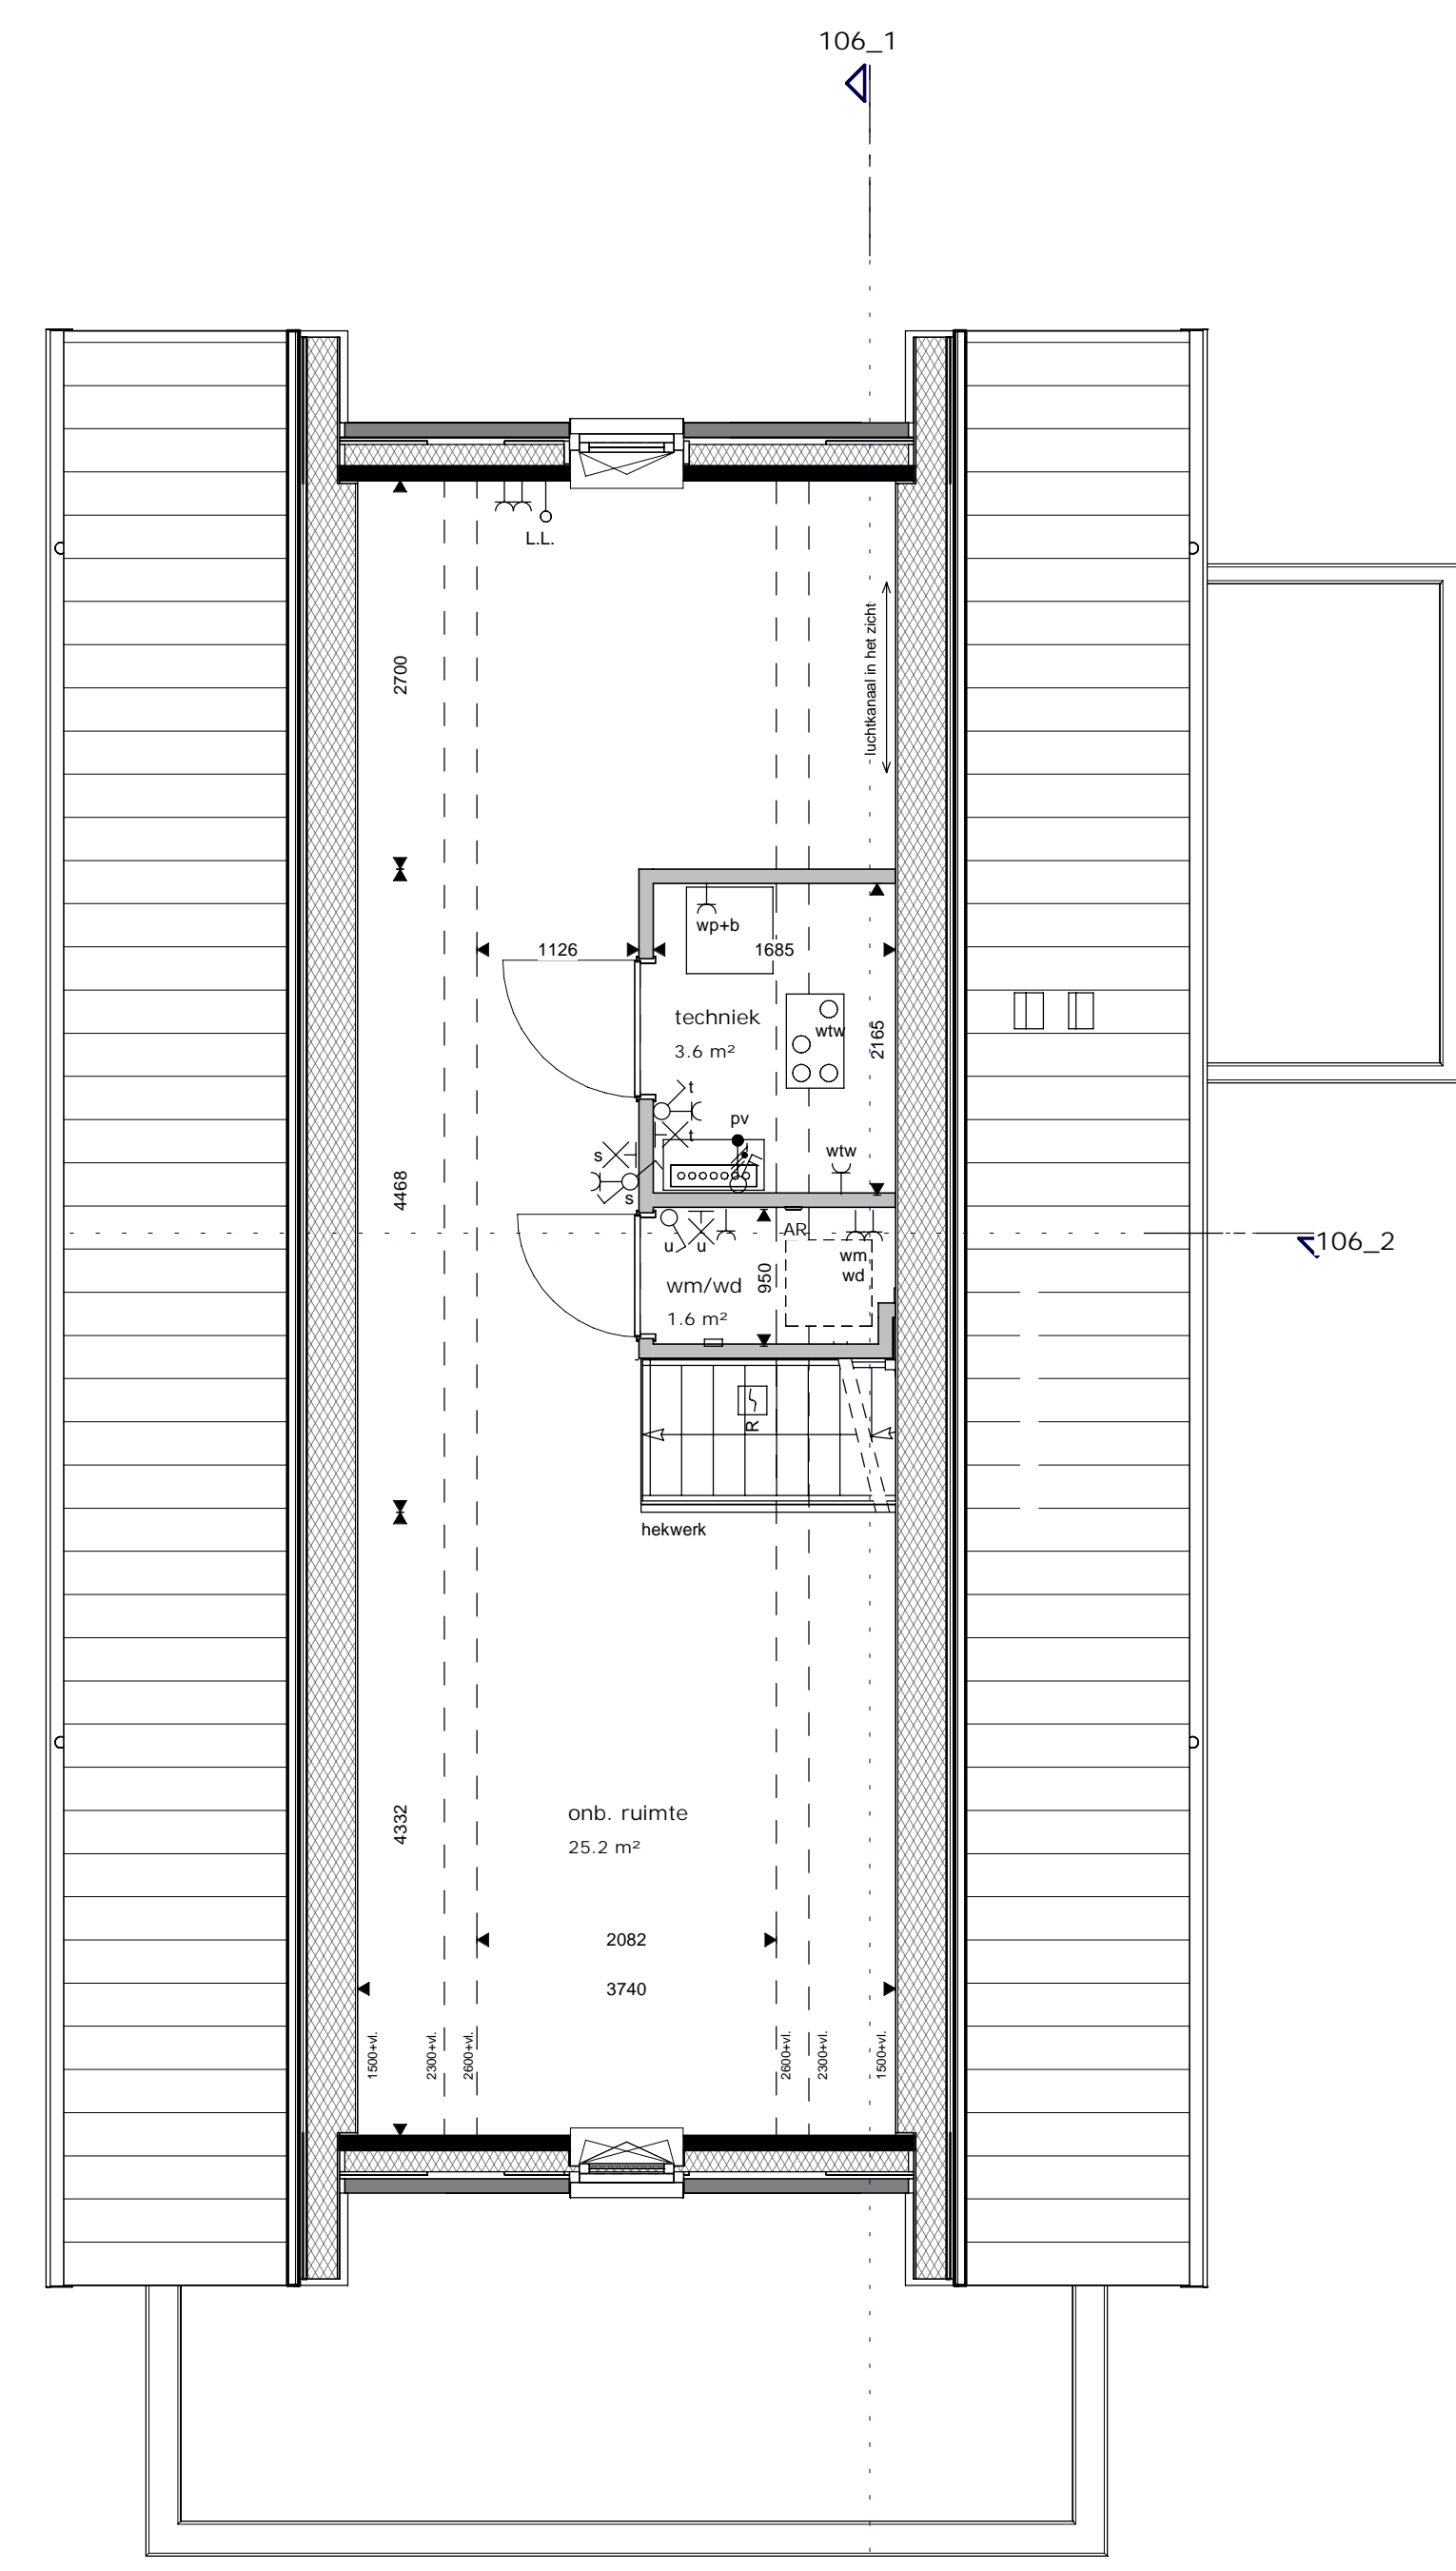 106_1
L.L.
2700
luchtkanaal in het zicht
wp+b
1126
1685
techniek
3.6 m²
wtw
2165
t
pv
t
s
wtw
4468
s
AR
u
u
wm
wd
106_2
950
wm/wd
1.6 m²
R
hekwerk
4332
onb. ruimte
25.2 m²
2082
3740
1500+vl.
2300+vl.
2600+vl.
2600+vl.
2300+vl.
1500+vl.